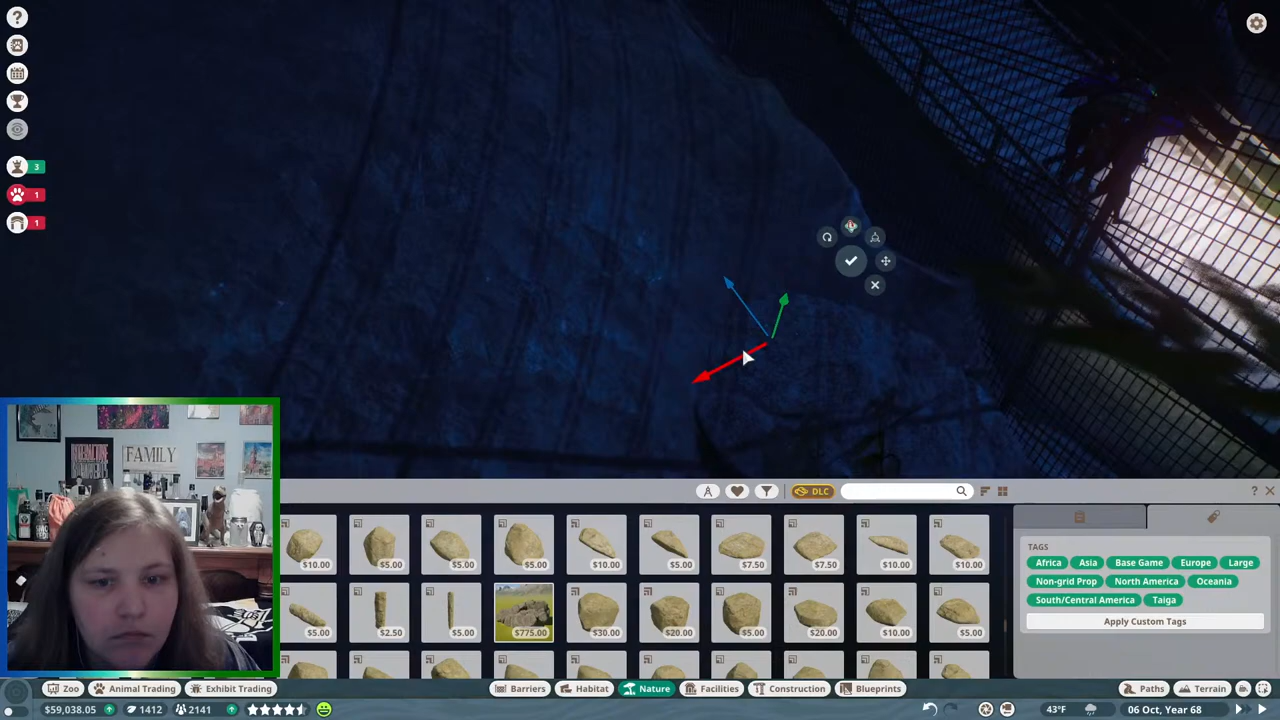 3
1
1
FAMILY
DLC
$10.00 $5.00 $5.00 $5.00 $10.00 $5.00 $7.50 $7.50 $10.00 $10.00
$5.00 $2.50 $5.00 $775.00 $30.00 $20.00 $5.00 $20.00 $10.00 $5.00
TAGS
Africa Asia Base Game Europe Large
Non-grid Prop North America Oceania
South/Central America Taiga
Apply Custom Tags
Zoo Animal Trading Exhibit Trading Barriers Habitat Nature Facilities Construction Blueprints Paths Terrain
$59,038.05 1412 2141 43°F 06 Oct, Year 68